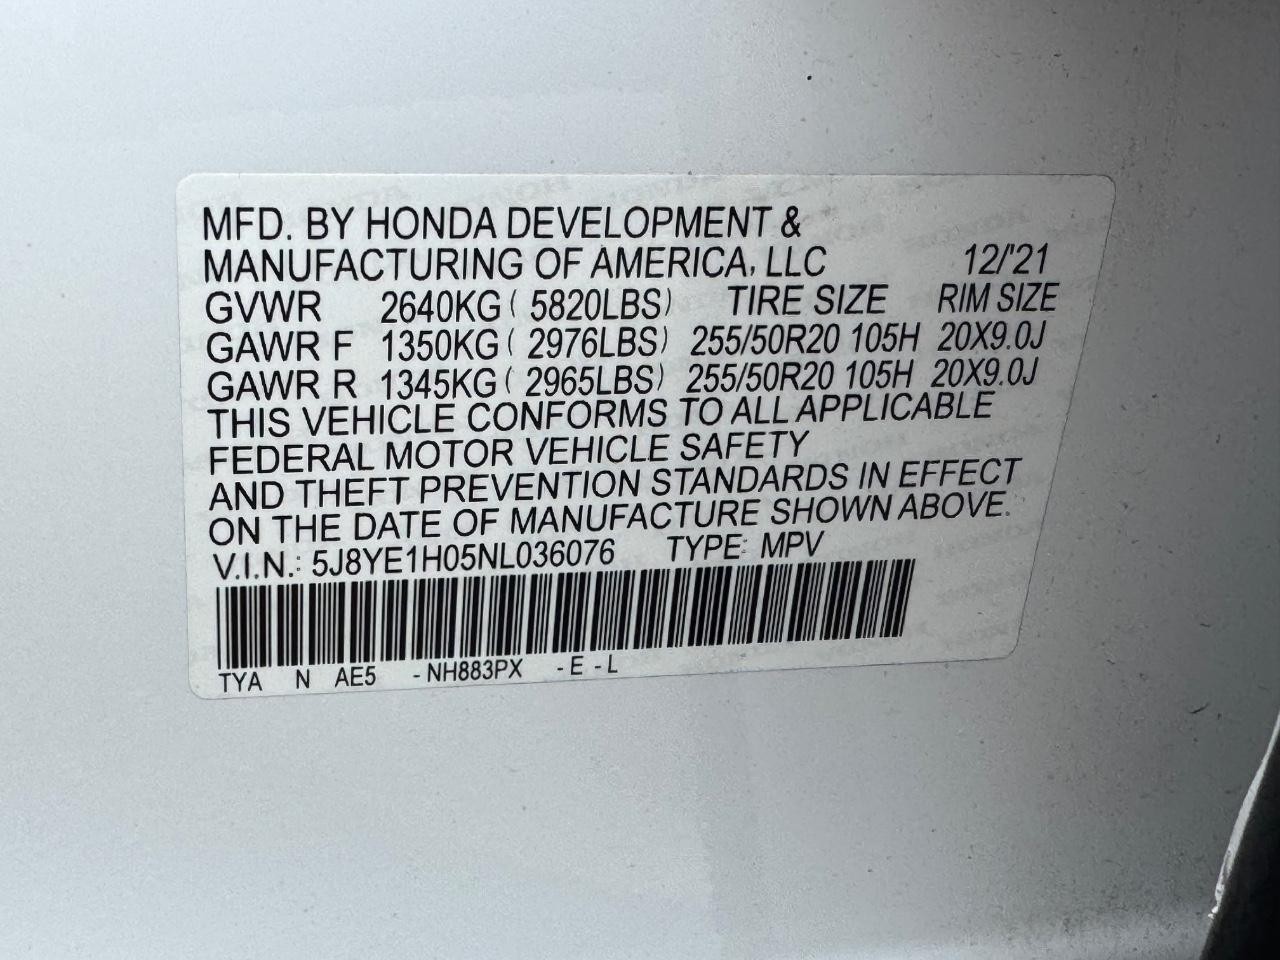 MFD. BY HONDA DEVELOPMENT &
MANUFACTURING OF AMERICA, LLC 12/'21
GVWR 2640KG ( 5820LBS) TIRE SIZE RIM SIZE
GAWR F 1350KG ( 2976LBS) 255/50R20 105H 20X9.0J
GAWR R 1345KG ( 2965LBS) 255/50R20 105H 20X9.0J
THIS VEHICLE CONFORMS TO ALL APPLICABLE
FEDERAL MOTOR VEHICLE SAFETY
AND THEFT PREVENTION STANDARDS IN EFFECT
ON THE DATE OF MANUFACTURE SHOWN ABOVE.
V.I.N.: 5J8YE1H05NL036076 TYPE: MPV
TYA N AE5 - NH883PX - E - L